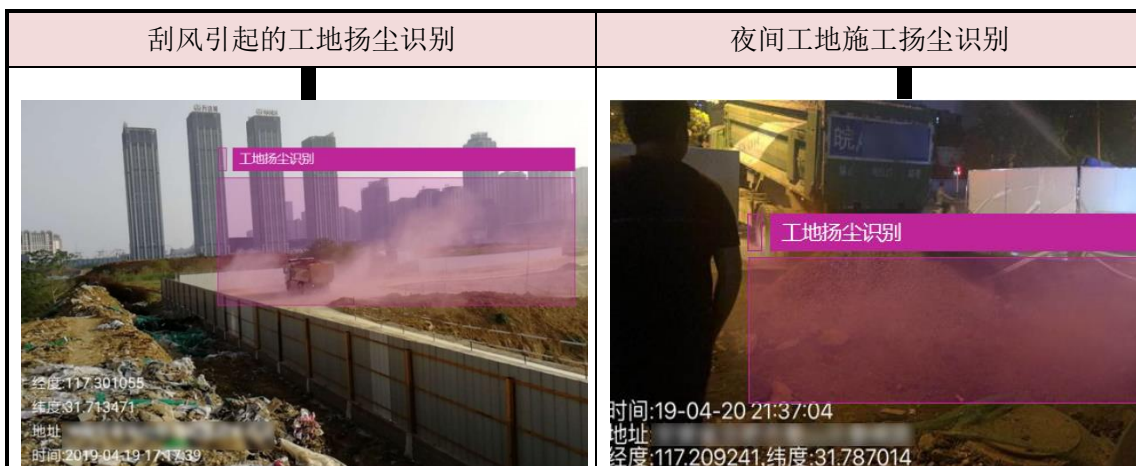 刮风引起的工地扬尘识别
夜间工地施工扬尘识别
工地扬尘识别
经度:117.301055
纬度:31.713471
地址
时间:2019-04-19 17:17:39
皖
工地扬尘识别
时间:19-04-20 21:37:04
地址
经度:117.209241,纬度:31.787014